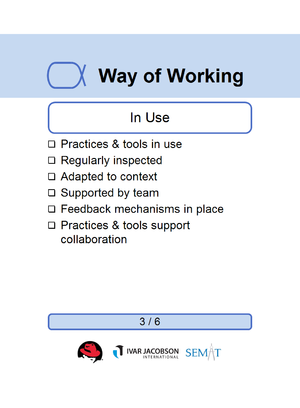 Way of Working
In Use
❑ Practices & tools in use
❑ Regularly inspected
❑ Adapted to context
❑ Supported by team
❑ Feedback mechanisms in place
❑ Practices & tools support
collaboration
3 / 6
IVAR JACOBSON
INTERNATIONAL
SEMAT